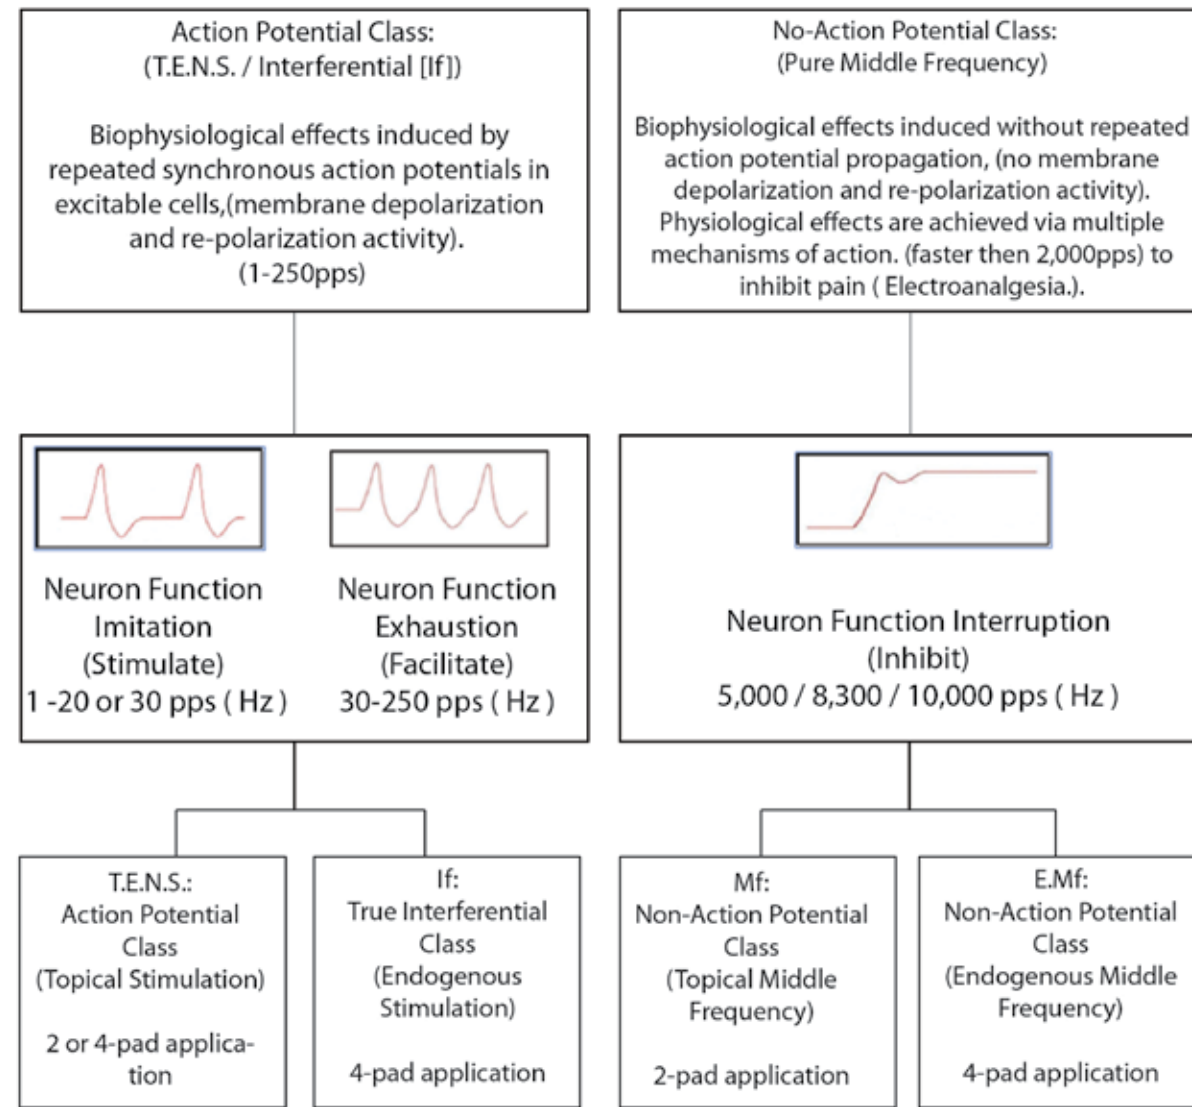 Action Potential Class:
(T.E.N.S. / Interferential [If])
Biophysiological effects induced by
repeated synchronous action potentials in
excitable cells,(membrane depolarization
and re-polarization activity).
(1-250pps)
No-Action Potential Class:
(Pure Middle Frequency)
Biophysiological effects induced without repeated
action potential propagation, (no membrane
depolarization and re-polarization activity).
Physiological effects are achieved via multiple
mechanisms of action. (faster then 2,000pps) to
inhibit pain ( Electroanalgesia.).
Neuron Function
Imitation
(Stimulate)
1 -20 or 30 pps ( Hz )
Neuron Function
Exhaustion
(Facilitate)
30-250 pps ( Hz )
Neuron Function Interruption
(Inhibit)
5,000 / 8,300 / 10,000 pps ( Hz )
T.E.N.S.:
Action Potential
Class
(Topical Stimulation)
2 or 4-pad applica-
tion
If:
True Interferential
Class
(Endogenous
Stimulation)
4-pad application
Mf:
Non-Action Potential
Class
(Topical Middle
Frequency)
2-pad application
E.Mf:
Non-Action Potential
Class
(Endogenous Middle
Frequency)
4-pad application